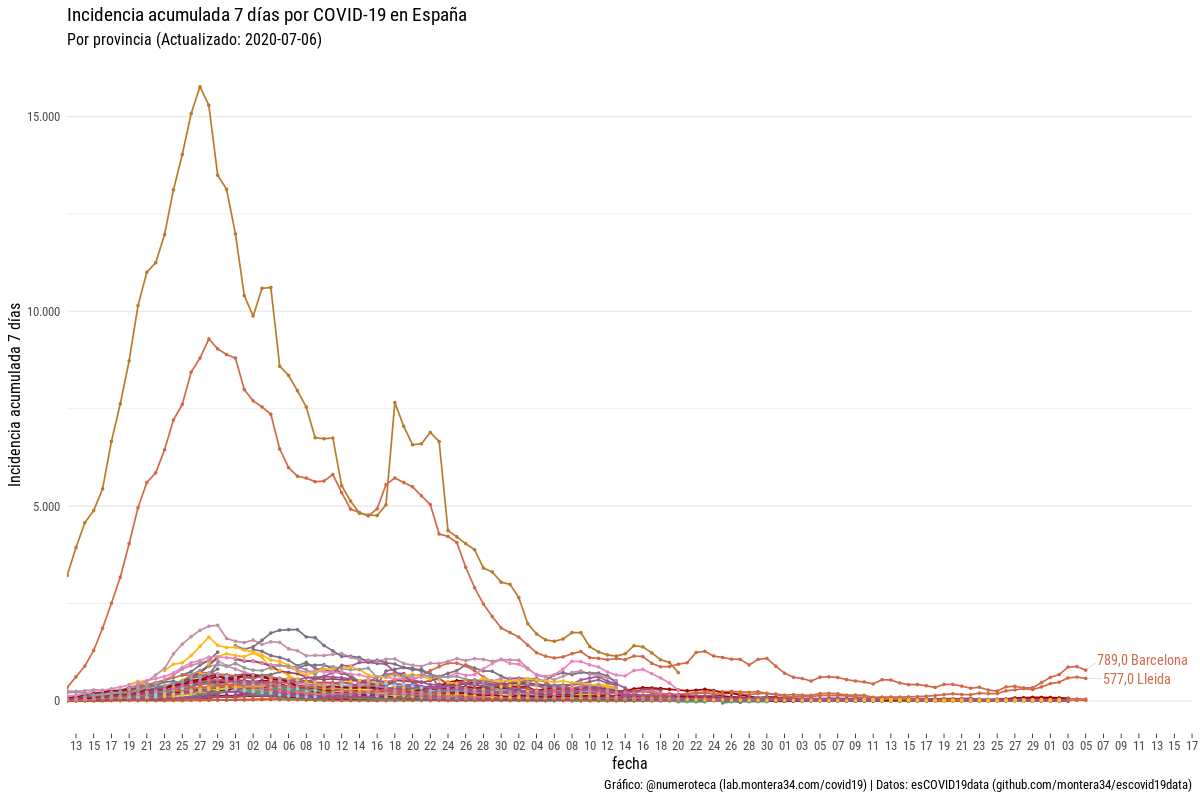 Incidencia acumulada 7 días por COVID-19 en España
Por provincia (Actualizado: 2020-07-06)
Incidencia acumulada 7 días
15.000
10.000
5.000
0
789,0 Barcelona
577,0 Lleida
13 15 17 19 21 23 25 27 29 31 02 04 06 08 10 12 14 16 18 20 22 24 26 28 30 02 04 06 08 10 12 14 16 18 20 22 24 26 28 30 01 03 05 07 09 11 13 15 17 19 21 23 25 27 29 01 03 05 07 09 11 13 15 17
fecha
Gráfico: @numeroteca (lab.montera34.com/covid19) | Datos: esCOVID19data (github.com/montera34/escovid19data)